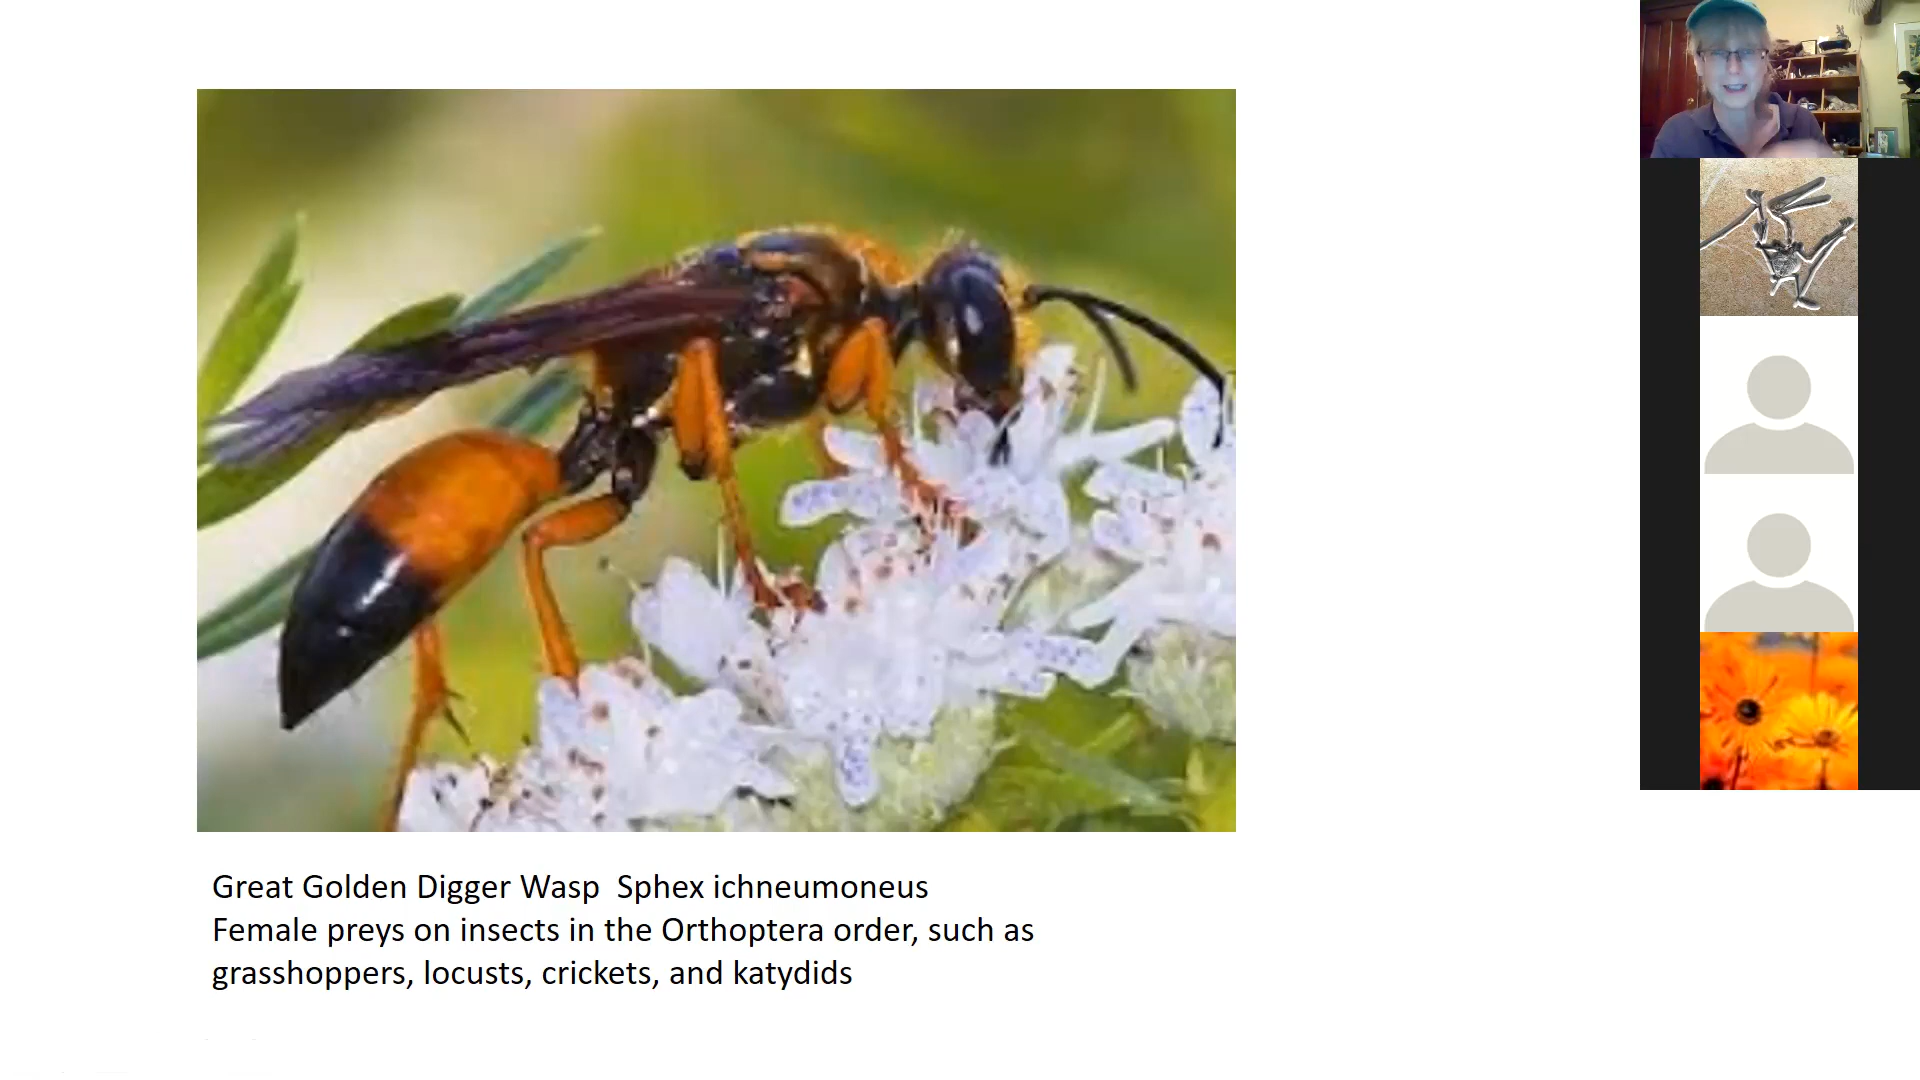 Great Golden Digger Wasp  Sphex ichneumoneus
Female preys on insects in the Orthoptera order, such as
grasshoppers, locusts, crickets, and katydids